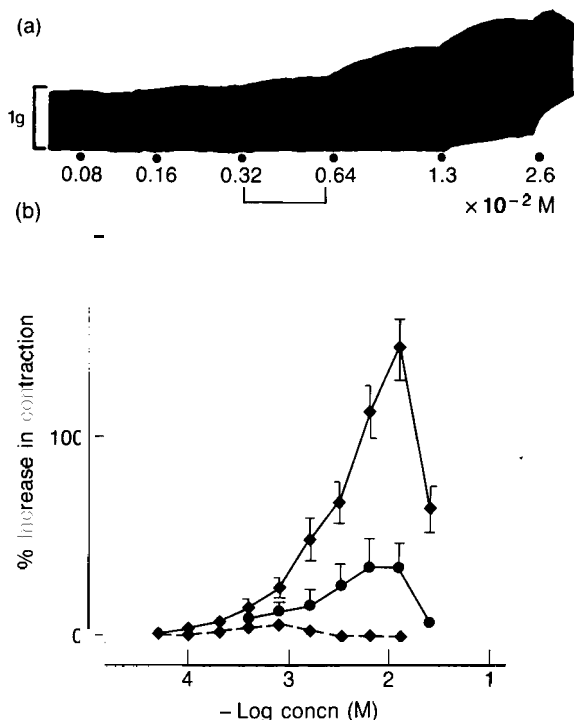 (a)
1g
0.08 0.16 0.32 0.64 1.3 2.6
× 10⁻² M
(b)
% Increase in contraction
100
0
4 3 2 1
– Log concn (M)